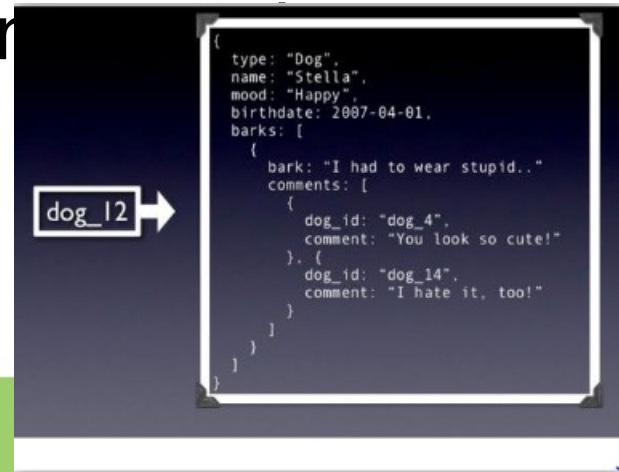 {
type: "Dog",
name: "Stella",
mood: "Happy",
birthdate: 2007-04-01,
barks: [
{
bark: "I had to wear stupid.."
comments: [
{
dog_id: "dog_4",
comment: "You look so cute!"
}, {
dog_id: "dog_14",
comment: "I hate it, too!"
}
]
}
]
}
dog_12